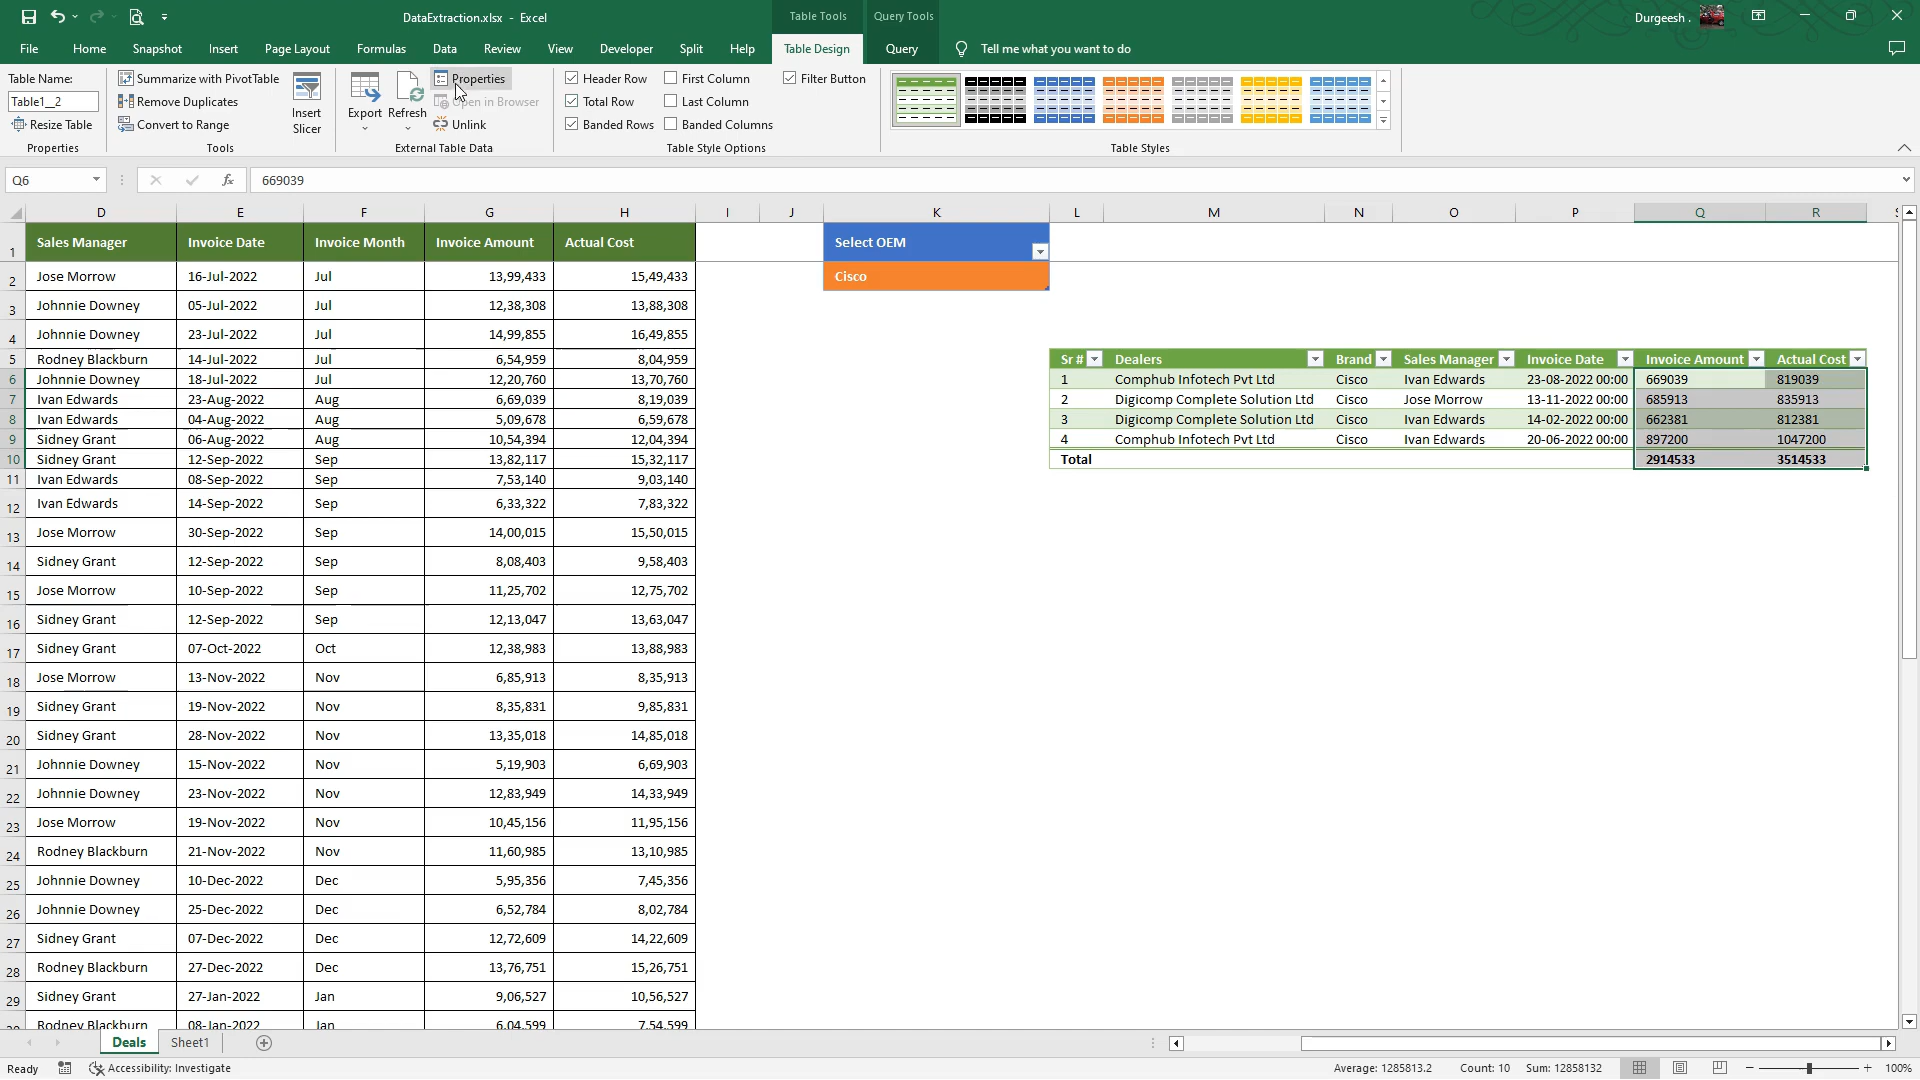 DataExtraction.xlsx - Excel
Table Tools
Query Tools
Durgeesh .
File Home Snapshot Insert Page Layout Formulas Data Review View Developer Split Help Table Design Query Tell me what you want to do
Table Name:
Table1__2
Resize Table
Properties
Summarize with PivotTable
Remove Duplicates
Convert to Range
Tools
Insert
Slicer
Export
Refresh
Properties
Open in Browser
Unlink
External Table Data
Header Row First Column Filter Button
Total Row Last Column
Banded Rows Banded Columns
Table Style Options
Table Styles
Q6
fx
669039
D E F G H I J K L M N O P Q R
1 Sales Manager Invoice Date Invoice Month Invoice Amount Actual Cost
Select OEM
2 Jose Morrow 16-Jul-2022 Jul 13,99,433 15,49,433
Cisco
3 Johnnie Downey 05-Jul-2022 Jul 12,38,308 13,88,308
4 Johnnie Downey 23-Jul-2022 Jul 14,99,855 16,49,855
5 Rodney Blackburn 14-Jul-2022 Jul 6,54,959 8,04,959
Sr # Dealers Brand Sales Manager Invoice Date Invoice Amount Actual Cost
6 Johnnie Downey 18-Jul-2022 Jul 12,20,760 13,70,760
1 Comphub Infotech Pvt Ltd Cisco Ivan Edwards 23-08-2022 00:00 669039 819039
7 Ivan Edwards 23-Aug-2022 Aug 6,69,039 8,19,039
2 Digicomp Complete Solution Ltd Cisco Jose Morrow 13-11-2022 00:00 685913 835913
8 Ivan Edwards 04-Aug-2022 Aug 5,09,678 6,59,678
3 Digicomp Complete Solution Ltd Cisco Ivan Edwards 14-02-2022 00:00 662381 812381
9 Sidney Grant 06-Aug-2022 Aug 10,54,394 12,04,394
4 Comphub Infotech Pvt Ltd Cisco Ivan Edwards 20-06-2022 00:00 897200 1047200
10 Sidney Grant 12-Sep-2022 Sep 13,82,117 15,32,117
Total 2914533 3514533
11 Ivan Edwards 08-Sep-2022 Sep 7,53,140 9,03,140
12 Ivan Edwards 14-Sep-2022 Sep 6,33,322 7,83,322
13 Jose Morrow 30-Sep-2022 Sep 14,00,015 15,50,015
14 Sidney Grant 12-Sep-2022 Sep 8,08,403 9,58,403
15 Jose Morrow 10-Sep-2022 Sep 11,25,702 12,75,702
16 Sidney Grant 12-Sep-2022 Sep 12,13,047 13,63,047
17 Sidney Grant 07-Oct-2022 Oct 12,38,983 13,88,983
18 Jose Morrow 13-Nov-2022 Nov 6,85,913 8,35,913
19 Sidney Grant 19-Nov-2022 Nov 8,35,831 9,85,831
20 Sidney Grant 28-Nov-2022 Nov 13,35,018 14,85,018
21 Johnnie Downey 15-Nov-2022 Nov 5,19,903 6,69,903
22 Johnnie Downey 23-Nov-2022 Nov 12,83,949 14,33,949
23 Jose Morrow 19-Nov-2022 Nov 10,45,156 11,95,156
24 Rodney Blackburn 21-Nov-2022 Nov 11,60,985 13,10,985
25 Johnnie Downey 10-Dec-2022 Dec 5,95,356 7,45,356
26 Johnnie Downey 25-Dec-2022 Dec 6,52,784 8,02,784
27 Sidney Grant 07-Dec-2022 Dec 12,72,609 14,22,609
28 Rodney Blackburn 27-Dec-2022 Dec 13,76,751 15,26,751
29 Sidney Grant 27-Jan-2022 Jan 9,06,527 10,56,527
Rodney Blackburn 08-Jan-2022 Jan 6,04,599 7,54,599
Deals Sheet1
Ready Accessibility: Investigate
Average: 1285813.2 Count: 10 Sum: 12858132
100%